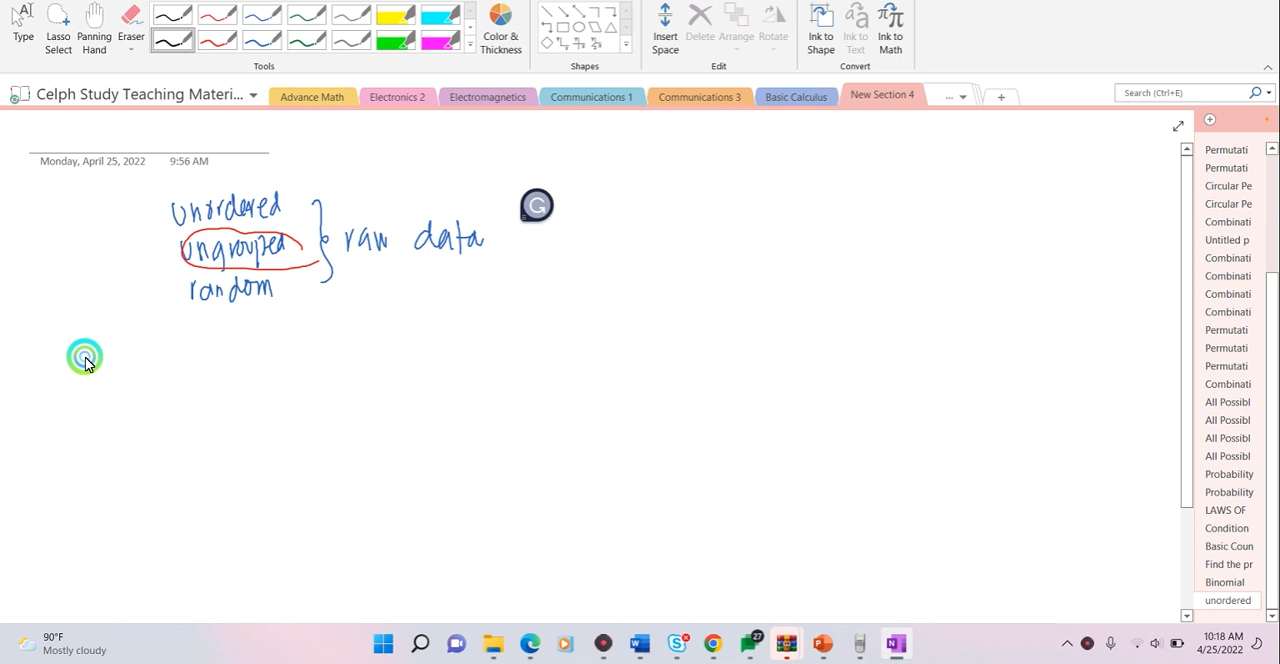 Type
Lasso
Select
Panning
Hand
Eraser
Color &
Thickness
Insert
Space
Delete
Arrange
Rotate
Ink to
Shape
Ink to
Text
Ink to
Math
Tools
Shapes
Edit
Convert
Celph Study Teaching Materi...
Advance Math
Electronics 2
Electromagnetics
Communications 1
Communications 3
Basic Calculus
New Section 4
...
Search (Ctrl+E)
Monday, April 25, 2022 9:56 AM
unordered
ungrouped
random
raw data
Permutati
Permutati
Circular Pe
Circular Pe
Combinati
Untitled p
Combinati
Combinati
Combinati
Combinati
Permutati
Permutati
Permutati
Combinati
All Possibl
All Possibl
All Possibl
All Possibl
Probability
Probability
LAWS OF
Condition
Basic Coun
Find the pr
Binomial
unordered
90°F
Mostly cloudy
27
10:18 AM
4/25/2022